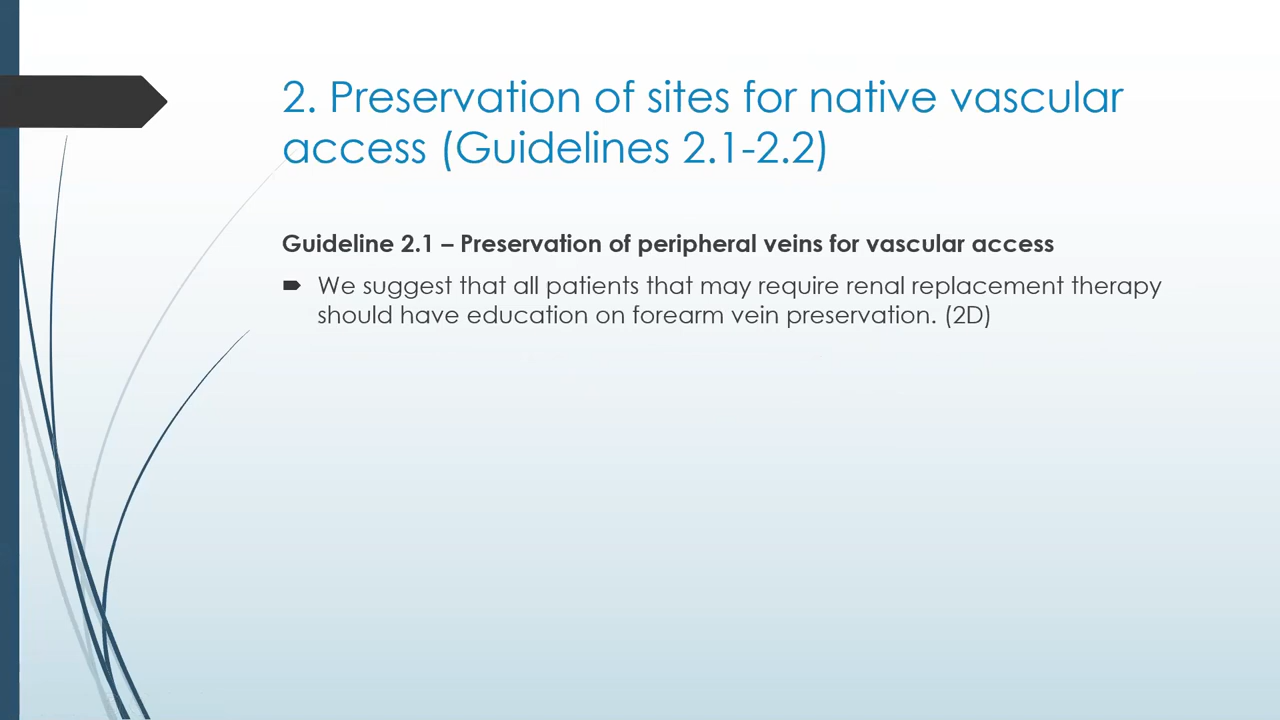 2. Preservation of sites for native vascular
access (Guidelines 2.1-2.2)
Guideline 2.1 – Preservation of peripheral veins for vascular access
We suggest that all patients that may require renal replacement therapy
should have education on forearm vein preservation. (2D)